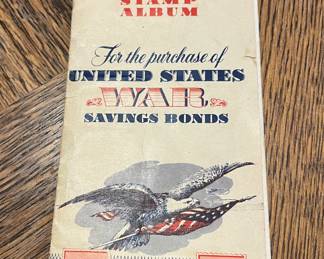 STAMP
ALBUM
For the purchase of
UNITED STATES
WAR
SAVINGS BONDS